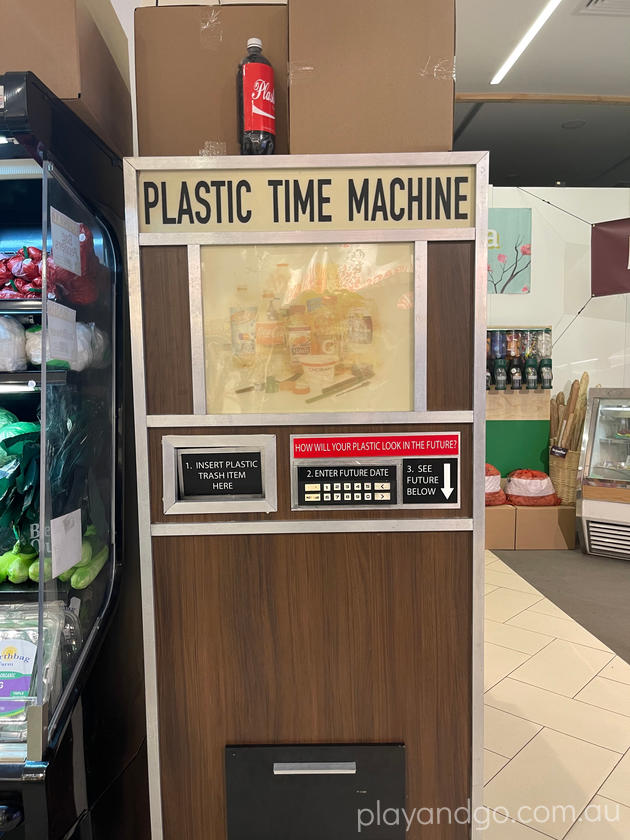 Plas
PLASTIC TIME MACHINE
HOW WILL YOUR PLASTIC LOOK IN THE FUTURE?
1. INSERT PLASTIC
TRASH ITEM
HERE
2. ENTER FUTURE DATE
3. SEE
FUTURE
BELOW
playandgo.com.au